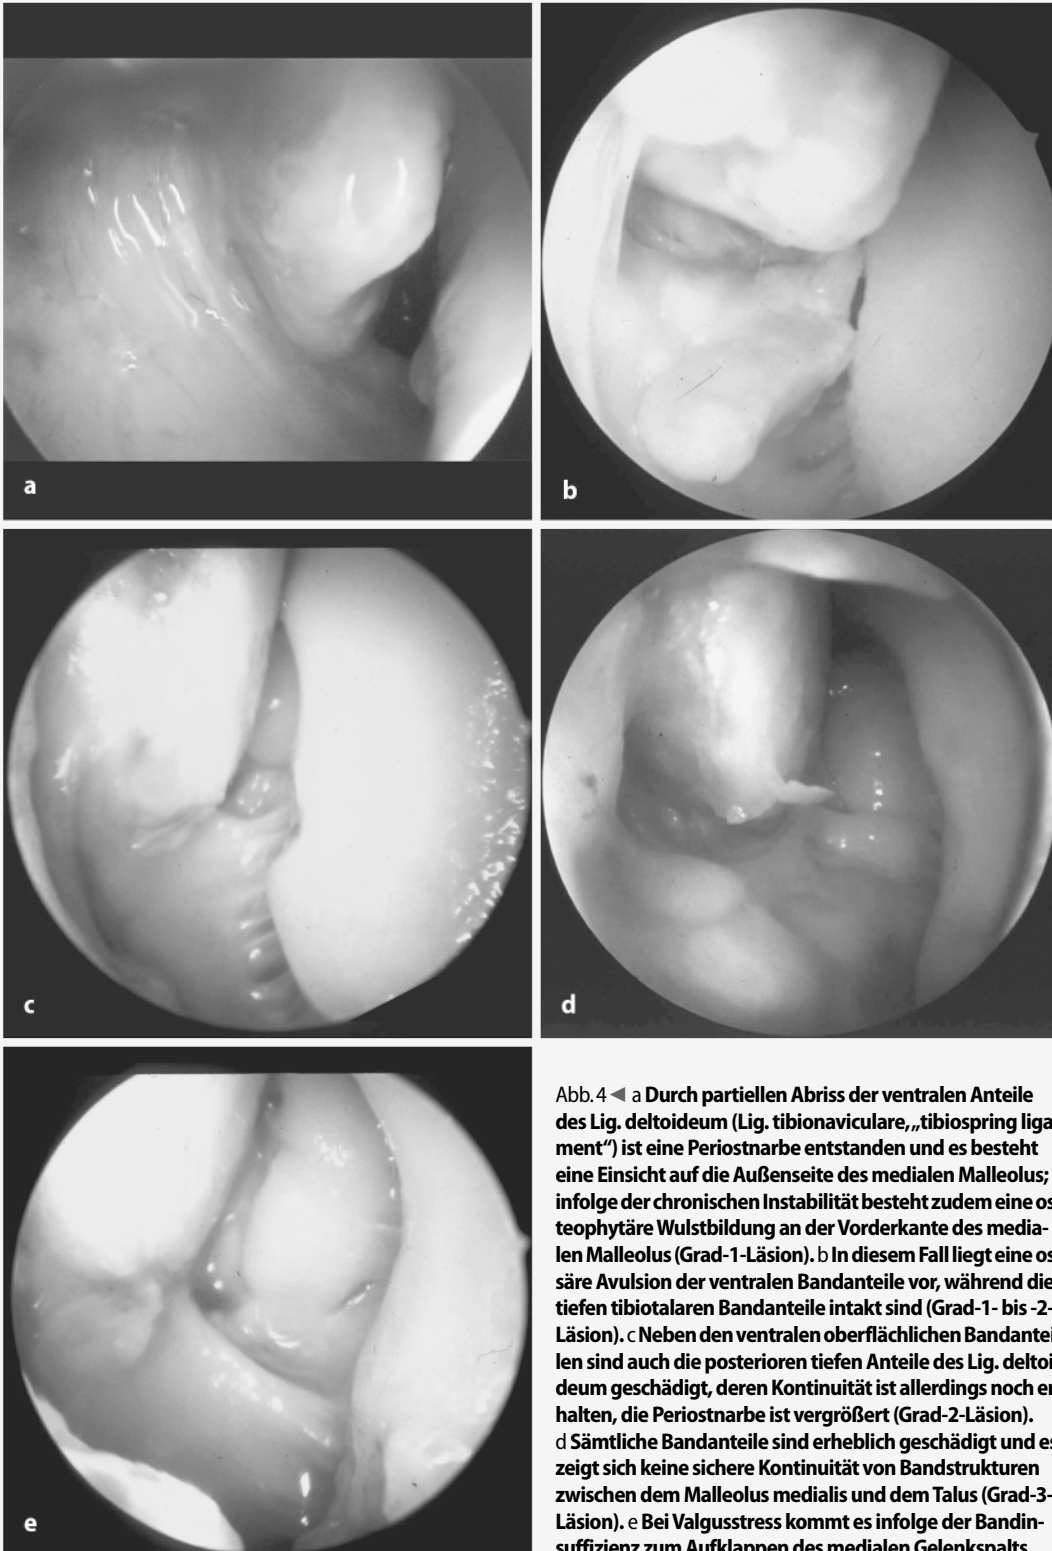 a
b
c
d
e
Abb. 4 ◄ a Durch partiellen Abriss der ventralen Anteile
des Lig. deltoideum (Lig. tibionaviculare, „tibiospring liga
ment“) ist eine Periostnarbe entstanden und es besteht
eine Einsicht auf die Außenseite des medialen Malleolus;
infolge der chronischen Instabilität besteht zudem eine os
teophytäre Wulstbildung an der Vorderkante des media-
len Malleolus (Grad-1-Läsion). b In diesem Fall liegt eine os
säre Avulsion der ventralen Bandanteile vor, während die
tiefen tibiotalaren Bandanteile intakt sind (Grad-1- bis -2-
Läsion). c Neben den ventralen oberflächlichen Bandantei
len sind auch die posterioren tiefen Anteile des Lig. deltoi
deum geschädigt, deren Kontinuität ist allerdings noch er
halten, die Periostnarbe ist vergrößert (Grad-2-Läsion).
d Sämtliche Bandanteile sind erheblich geschädigt und es
zeigt sich keine sichere Kontinuität von Bandstrukturen
zwischen dem Malleolus medialis und dem Talus (Grad-3-
Läsion). e Bei Valgusstress kommt es infolge der Bandin-
suffizienz zum Aufklappen des medialen Gelenkspalts